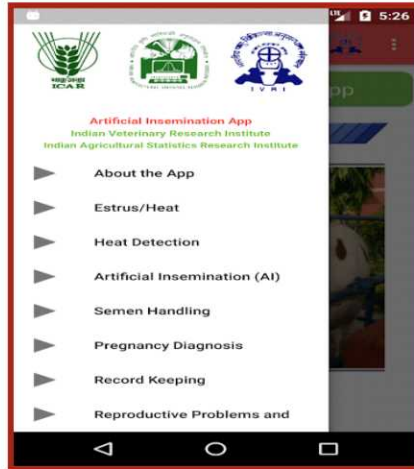 LTE 5:26
ICAR
IVRI
Artificial Insemination App
Indian Veterinary Research Institute
Indian Agricultural Statistics Research Institute
About the App
Estrus/Heat
Heat Detection
Artificial Insemination (AI)
Semen Handling
Pregnancy Diagnosis
Record Keeping
Reproductive Problems and